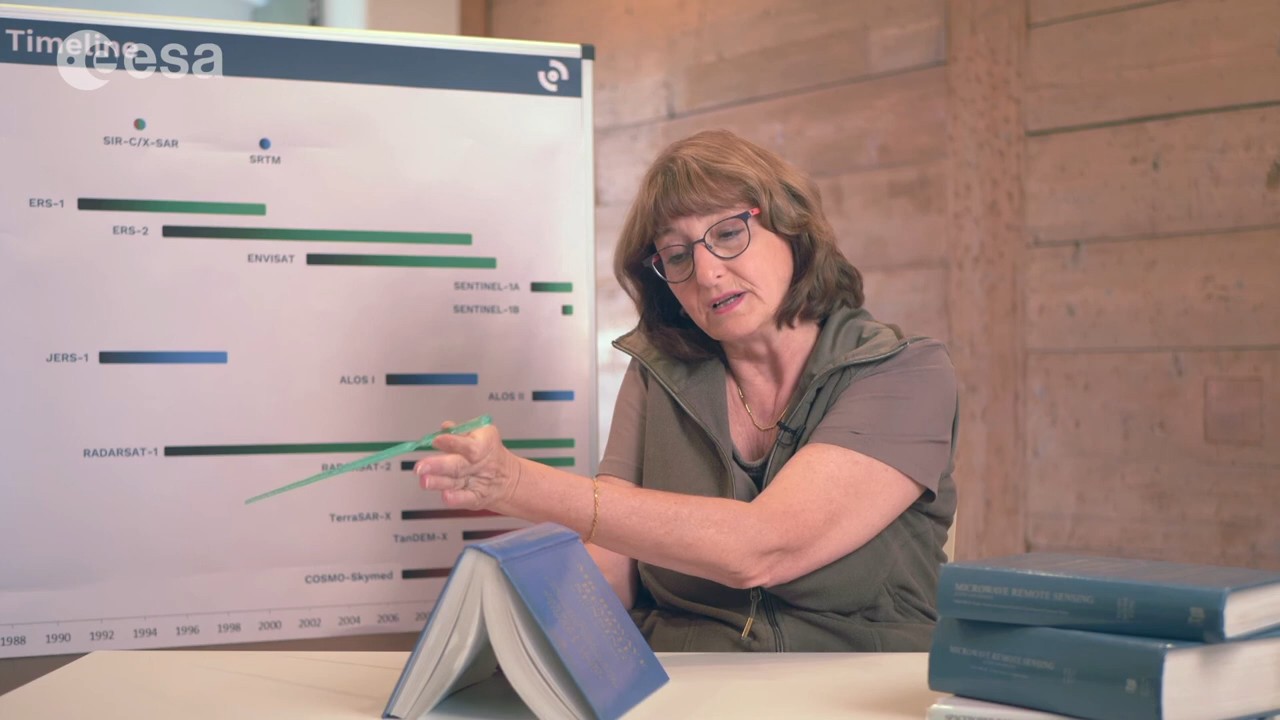 Timeline
esa
SIR-C/X-SAR
SRTM
ERS-1
ERS-2
ENVISAT
SENTINEL-1A
SENTINEL-1B
JERS-1
ALOS I
ALOS II
RADARSAT-1
RADARSAT-2
TerraSAR-X
TanDEM-X
COSMO-Skymed
1988 1990 1992 1994 1996 1998 2000 2002 2004 2006
MICROWAVE REMOTE SENSING
MICROWAVE REMOTE SENSING